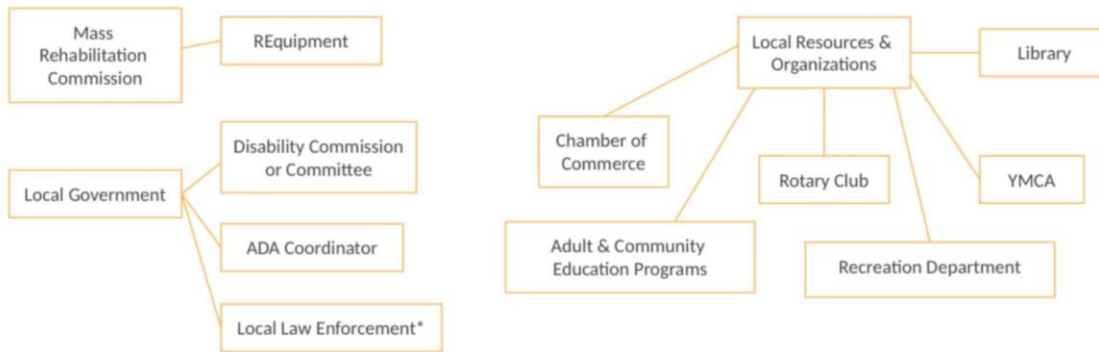 Mass
Rehabilitation
Commission
REquipment
Local Government
Disability Commission
or Committee
ADA Coordinator
Local Law Enforcement*
Local Resources &
Organizations
Library
Chamber of
Commerce
Rotary Club
YMCA
Adult & Community
Education Programs
Recreation Department